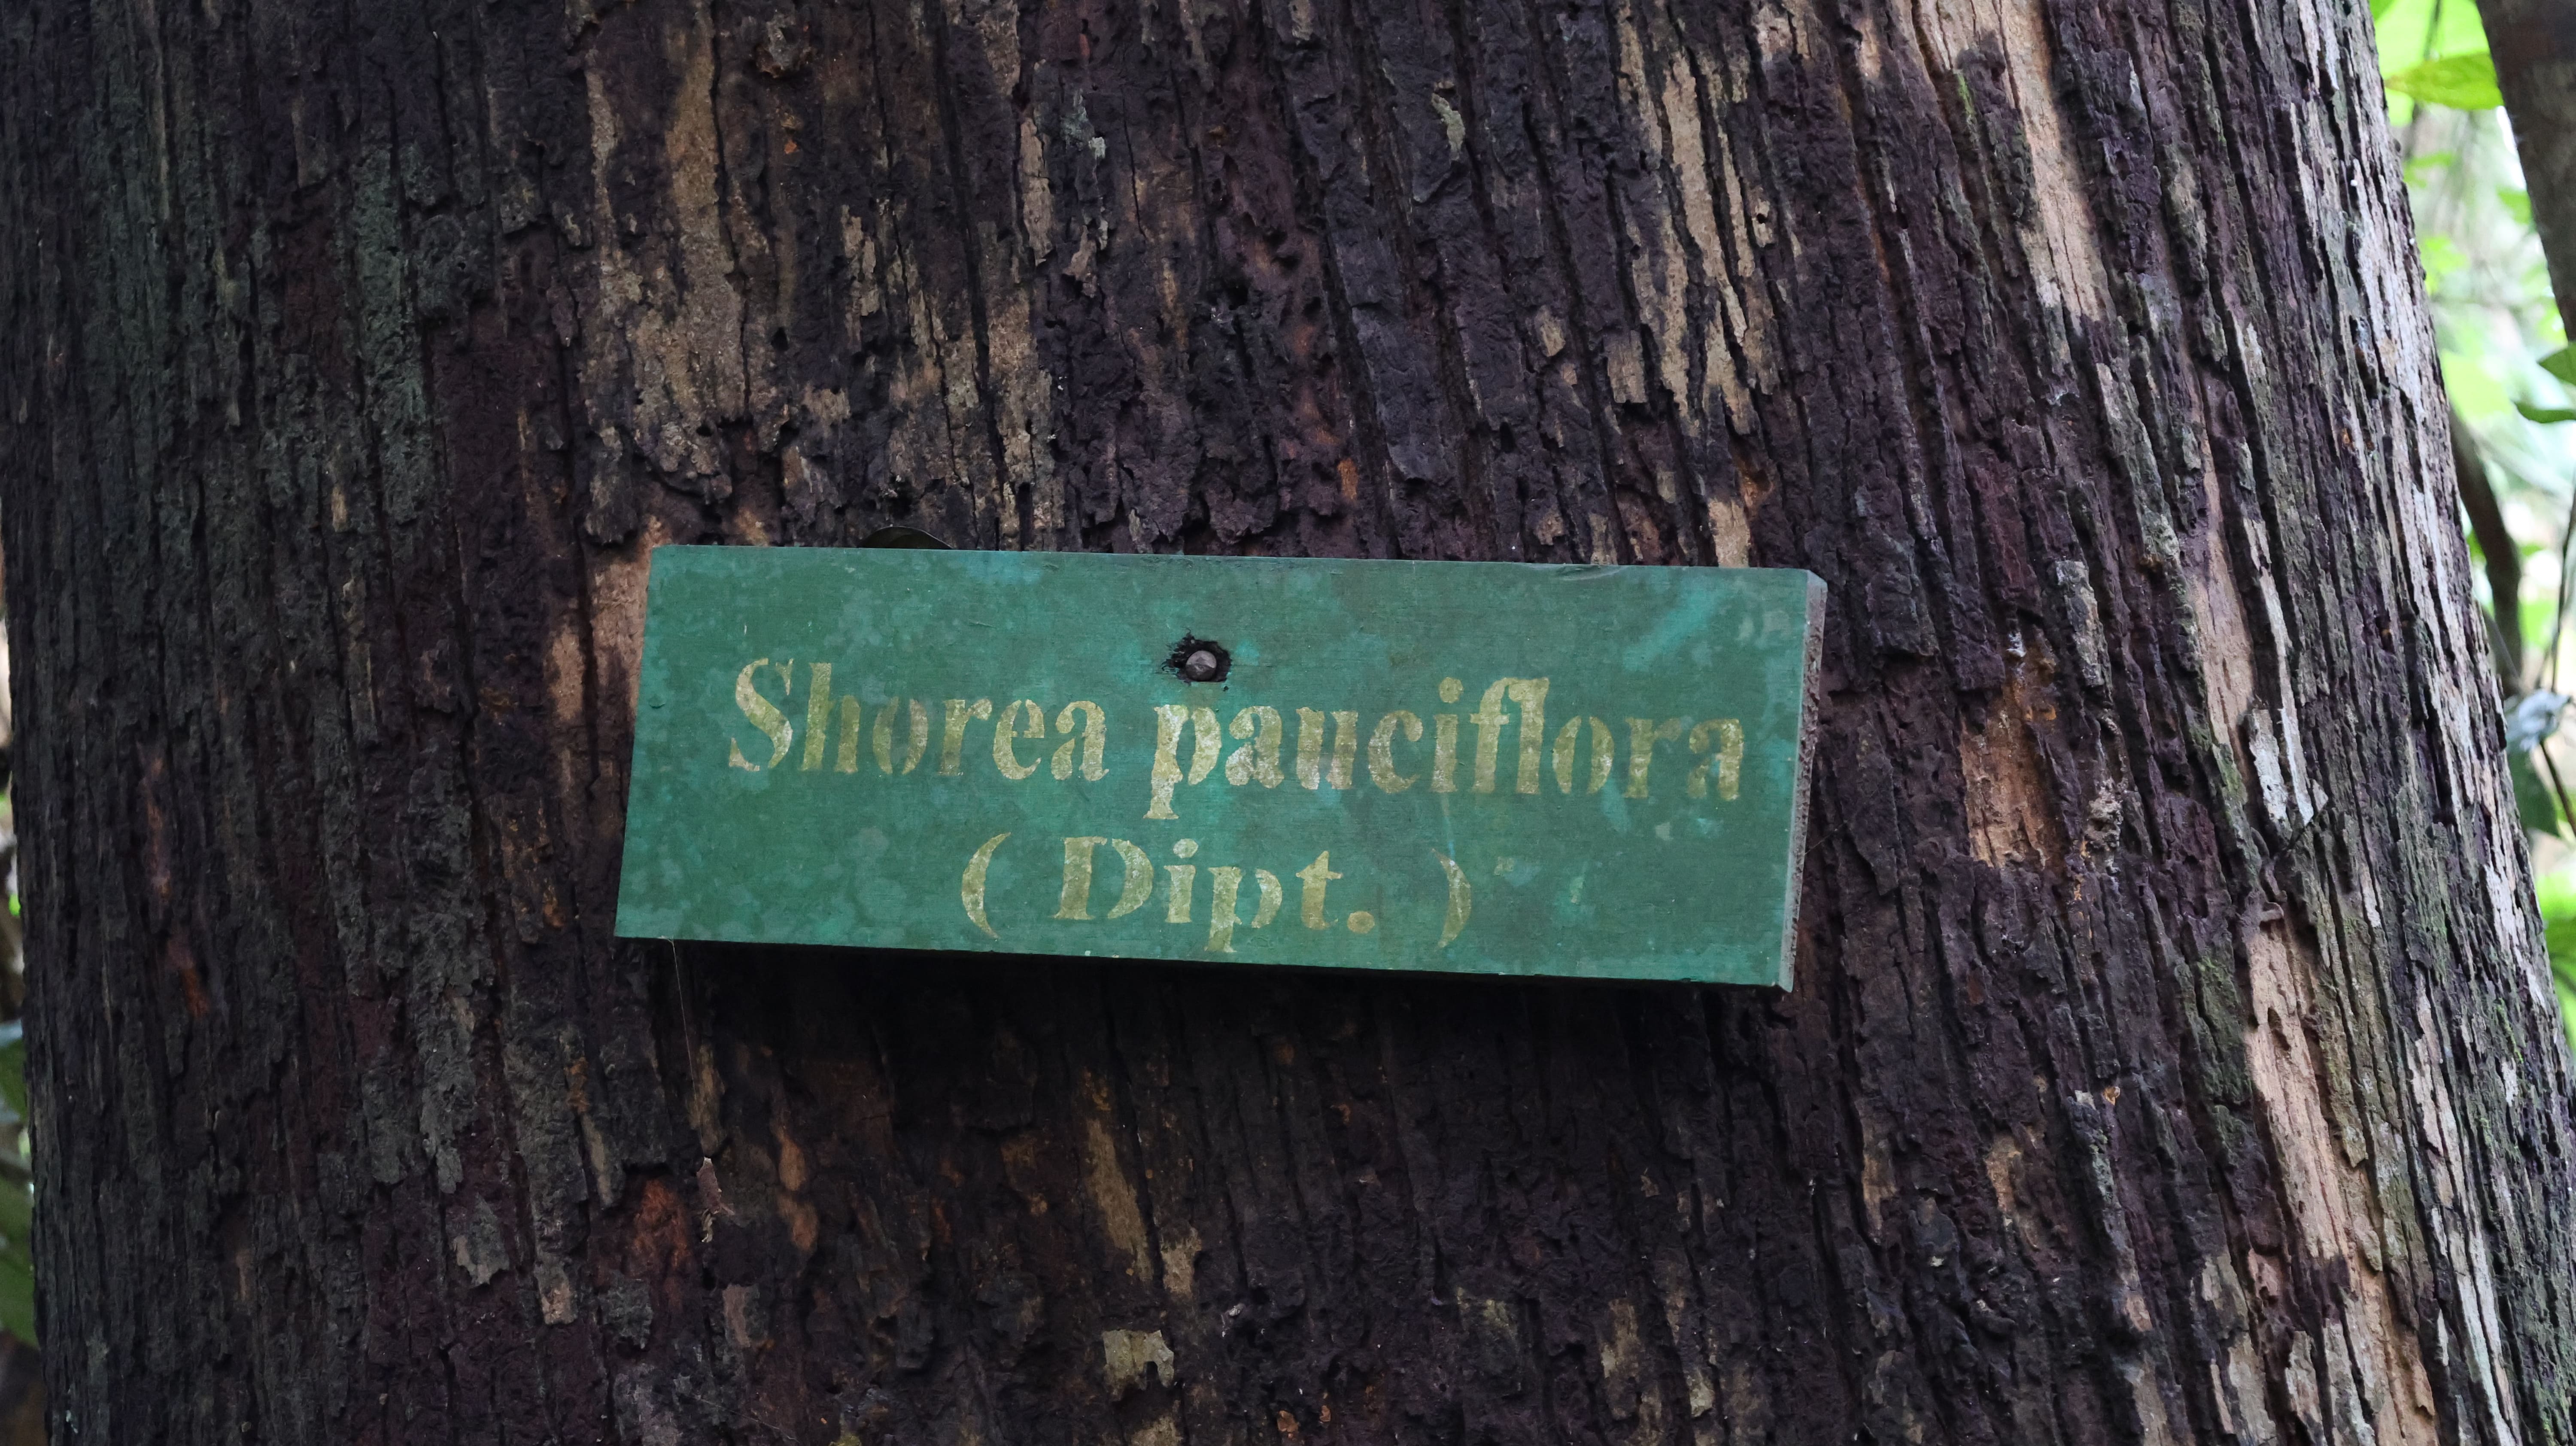 Shorea pauciflora
( Dipt. )